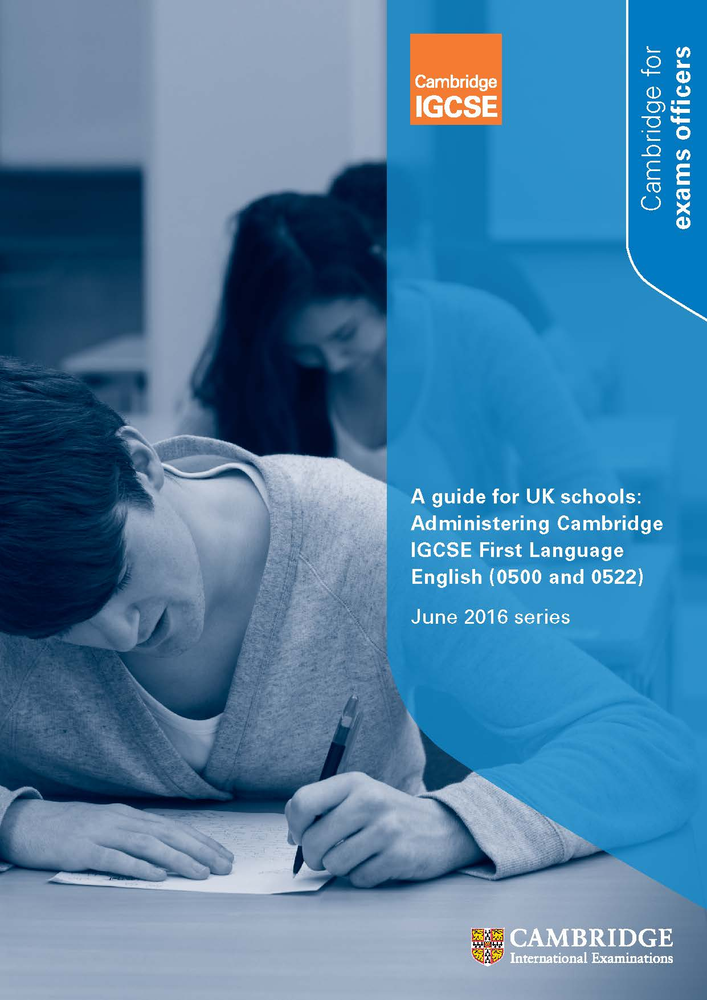 Cambridge
IGCSE
Cambridge for
exams officers
A guide for UK schools:
Administering Cambridge
IGCSE First Language
English (0500 and 0522)
June 2016 series
CAMBRIDGE
International Examinations